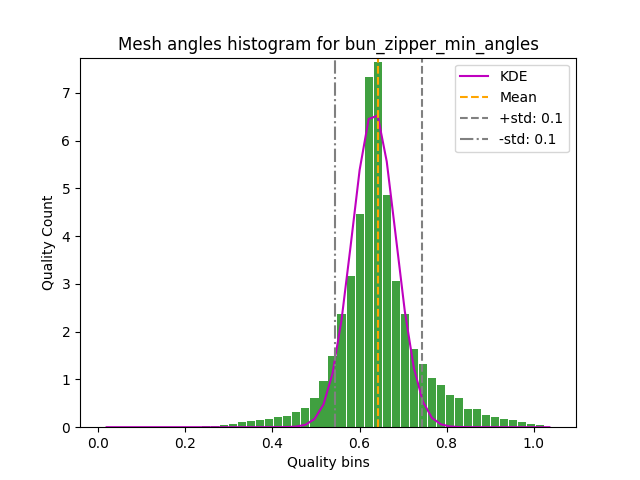 Mesh angles histogram for bun_zipper_min_angles
KDE
Mean
+std: 0.1
-std: 0.1
Quality Count
7
6
5
4
3
2
1
0
0.0 0.2 0.4 0.6 0.8 1.0
Quality bins